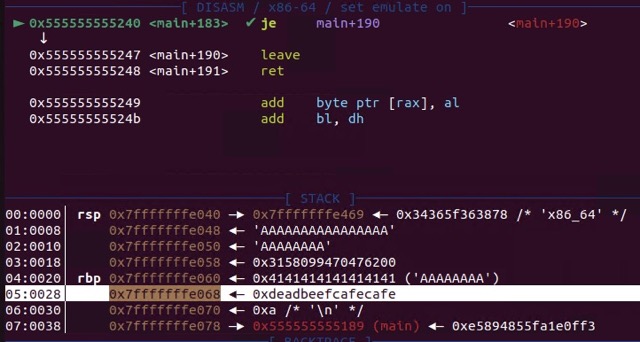 [ DISASM / x86-64 / set emulate on ]
► 0x555555555240 <main+183> ✔ je main+190 <main+190>
↓
0x555555555247 <main+190> leave
0x555555555248 <main+191> ret
0x555555555249 add byte ptr [rax], al
0x55555555524b add bl, dh
[ STACK ]
00:0000│ rsp 0x7fffffffe040 —▸ 0x7fffffffe469 ◂— 0x34365f363878 /* 'x86_64' */
01:0008│ 0x7fffffffe048 ◂— 'AAAAAAAAAAAAAAAA'
02:0010│ 0x7fffffffe050 ◂— 'AAAAAAAA'
03:0018│ 0x7fffffffe058 ◂— 0x3158099470476200
04:0020│ rbp 0x7fffffffe060 ◂— 0x4141414141414141 ('AAAAAAAA')
05:0028│ 0x7fffffffe068 ◂— 0xdeadbeefcafecafe
06:0030│ 0x7fffffffe070 ◂— 0xa /* '\n' */
07:0038│ 0x7fffffffe078 —▸ 0x555555555189 (main) ◂— 0xe5894855fa1e0ff3
[ BACKTRACE ]